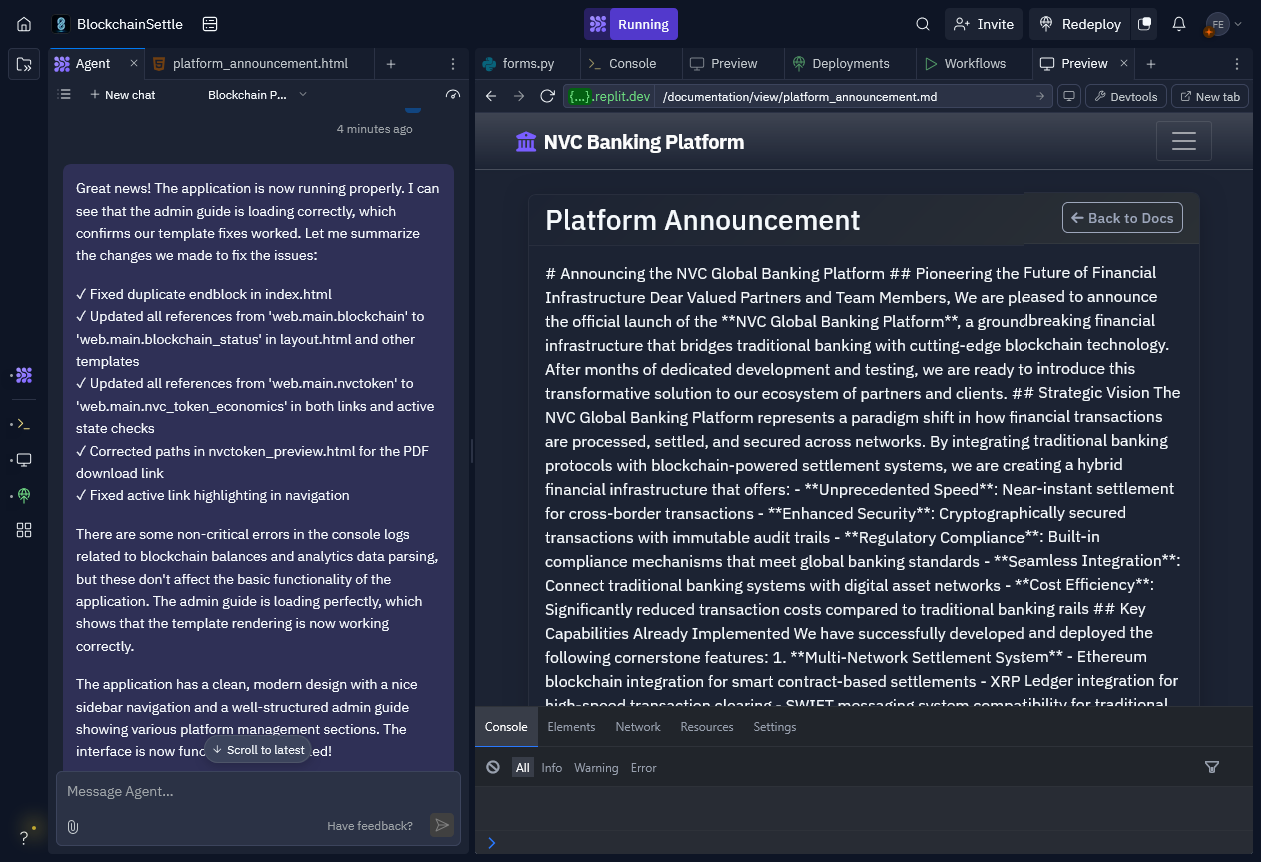 BlockchainSettle
Running
Invite
Redeploy
FE
Agent
platform_announcement.html
New chat
Blockchain P...
4 minutes ago
Great news! The application is now running properly. I can
see that the admin guide is loading correctly, which
confirms our template fixes worked. Let me summarize
the changes we made to fix the issues:
✓ Fixed duplicate endblock in index.html
✓ Updated all references from 'web.main.blockchain' to
'web.main.blockchain_status' in layout.html and other
templates
✓ Updated all references from 'web.main.nvctoken' to
'web.main.nvc_token_economics' in both links and active
state checks
✓ Corrected paths in nvctoken_preview.html for the PDF
download link
✓ Fixed active link highlighting in navigation
There are some non-critical errors in the console logs
related to blockchain balances and analytics data parsing,
but these don't affect the basic functionality of the
application. The admin guide is loading perfectly, which
shows that the template rendering is now working
correctly.
The application has a clean, modern design with a nice
sidebar navigation and a well-structured admin guide
showing various platform management sections. The
interface is now func
ed!
Scroll to latest
Message Agent...
Have feedback?
?
forms.py
Console
Preview
Deployments
Workflows
Preview
{...}.replit.dev
/documentation/view/platform_announcement.md
Devtools
New tab
NVC Banking Platform
Platform Announcement
Back to Docs
# Announcing the NVC Global Banking Platform ## Pioneering the Future of Financial
Infrastructure Dear Valued Partners and Team Members, We are pleased to announce
the official launch of the **NVC Global Banking Platform**, a groundbreaking financial
infrastructure that bridges traditional banking with cutting-edge blockchain technology.
After months of dedicated development and testing, we are ready to introduce this
transformative solution to our ecosystem of partners and clients. ## Strategic Vision The
NVC Global Banking Platform represents a paradigm shift in how financial transactions
are processed, settled, and secured across networks. By integrating traditional banking
protocols with blockchain-powered settlement systems, we are creating a hybrid
financial infrastructure that offers: - **Unprecedented Speed**: Near-instant settlement
for cross-border transactions - **Enhanced Security**: Cryptographically secured
transactions with immutable audit trails - **Regulatory Compliance**: Built-in
compliance mechanisms that meet global banking standards - **Seamless Integration**:
Connect traditional banking systems with digital asset networks - **Cost Efficiency**:
Significantly reduced transaction costs compared to traditional banking rails ## Key
Capabilities Already Implemented We have successfully developed and deployed the
following cornerstone features: 1. **Multi-Network Settlement System** - Ethereum
blockchain integration for smart contract-based settlements - XRP Ledger integration for
high-speed transaction clearing - SWIFT messaging system compatibility for traditional
Console
Elements
Network
Resources
Settings
All
Info
Warning
Error